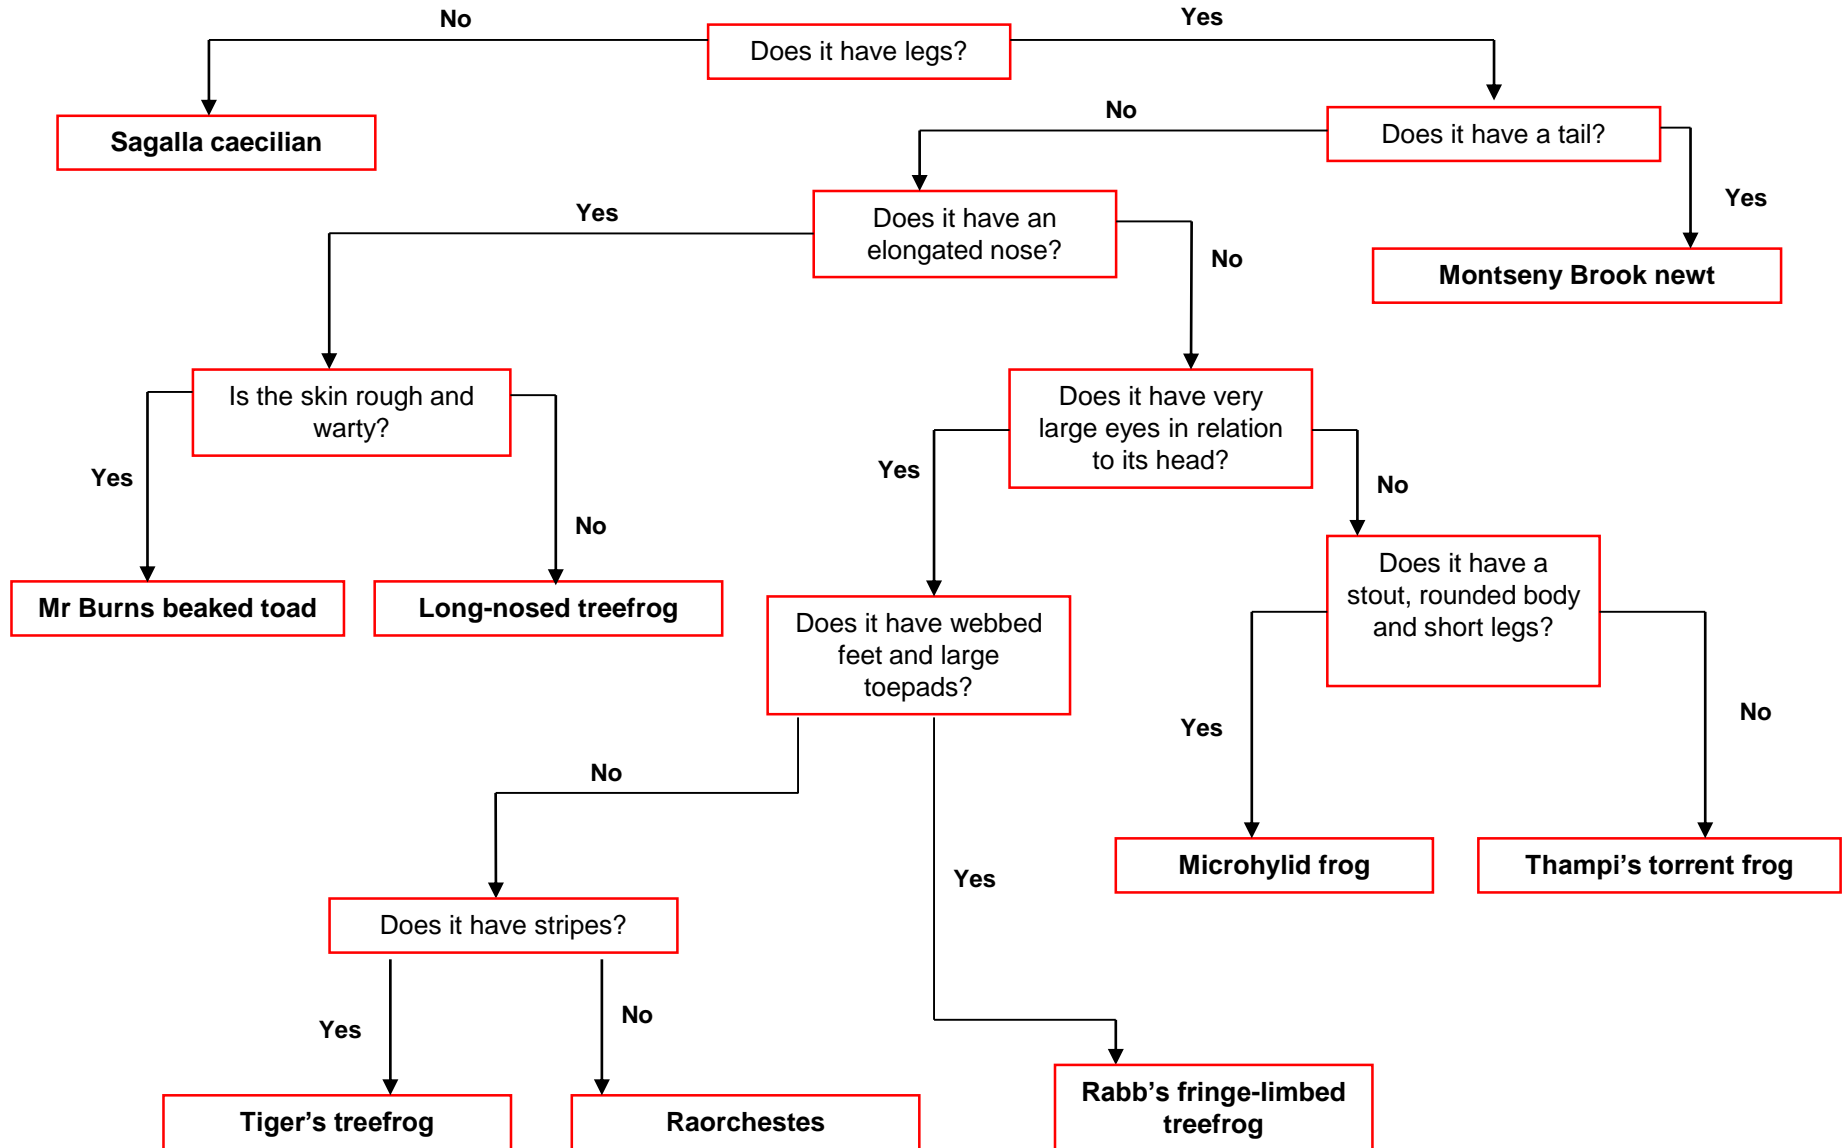 No
Yes
Does it have legs?
Sagalla caecilian
No
Does it have a tail?
Yes
Does it have an
elongated nose?
Yes
No
Montseny Brook newt
Is the skin rough and
warty?
Does it have very
large eyes in relation
to its head?
Yes
No
Yes
No
Mr Burns beaked toad
Long-nosed treefrog
Does it have webbed
feet and large
toepads?
Does it have a
stout, rounded body
and short legs?
Yes
No
No
Yes
Microhylid frog
Thampi’s torrent frog
Does it have stripes?
Yes
No
Tiger’s treefrog
Raorchestes
Rabb’s fringe-limbed
treefrog